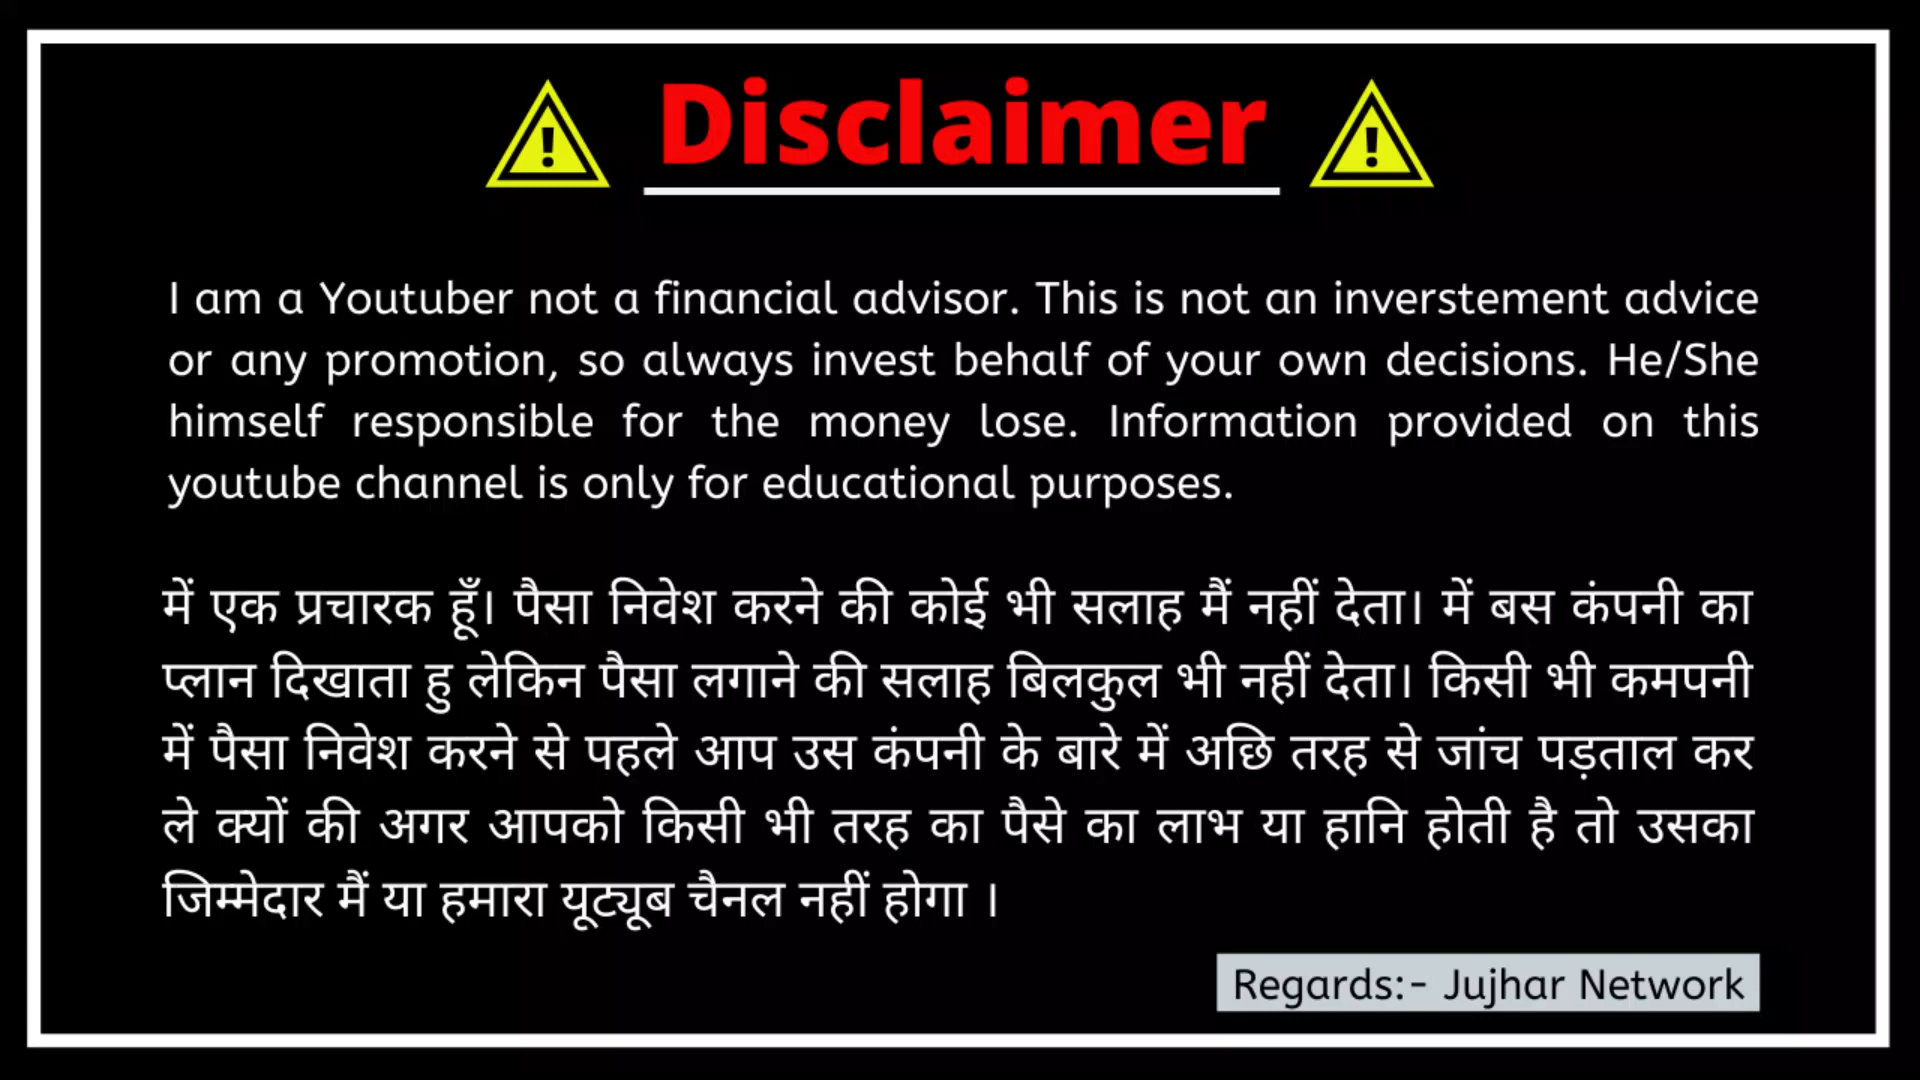 Disclaimer
I am a Youtuber not a financial advisor. This is not an inverstement advice
or any promotion, so always invest behalf of your own decisions. He/She
himself responsible for the money lose. Information provided on this
youtube channel is only for educational purposes.
में एक प्रचारक हूँ। पैसा निवेश करने की कोई भी सलाह मैं नहीं देता। में बस कंपनी का
प्लान दिखाता हु लेकिन पैसा लगाने की सलाह बिलकुल भी नहीं देता। किसी भी कमपनी
में पैसा निवेश करने से पहले आप उस कंपनी के बारे में अछि तरह से जांच पड़ताल कर
ले क्यों की अगर आपको किसी भी तरह का पैसे का लाभ या हानि होती है तो उसका
जिम्मेदार मैं या हमारा यूट्यूब चैनल नहीं होगा ।
Regards:- Jujhar Network